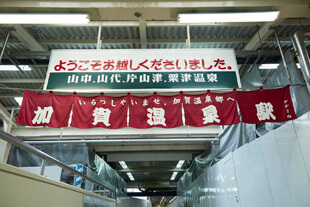 ようこそお越しくださいました。
山中、山代、片山津、粟津温泉
いらっしゃいませ、加賀温泉郷へ
加賀温泉駅